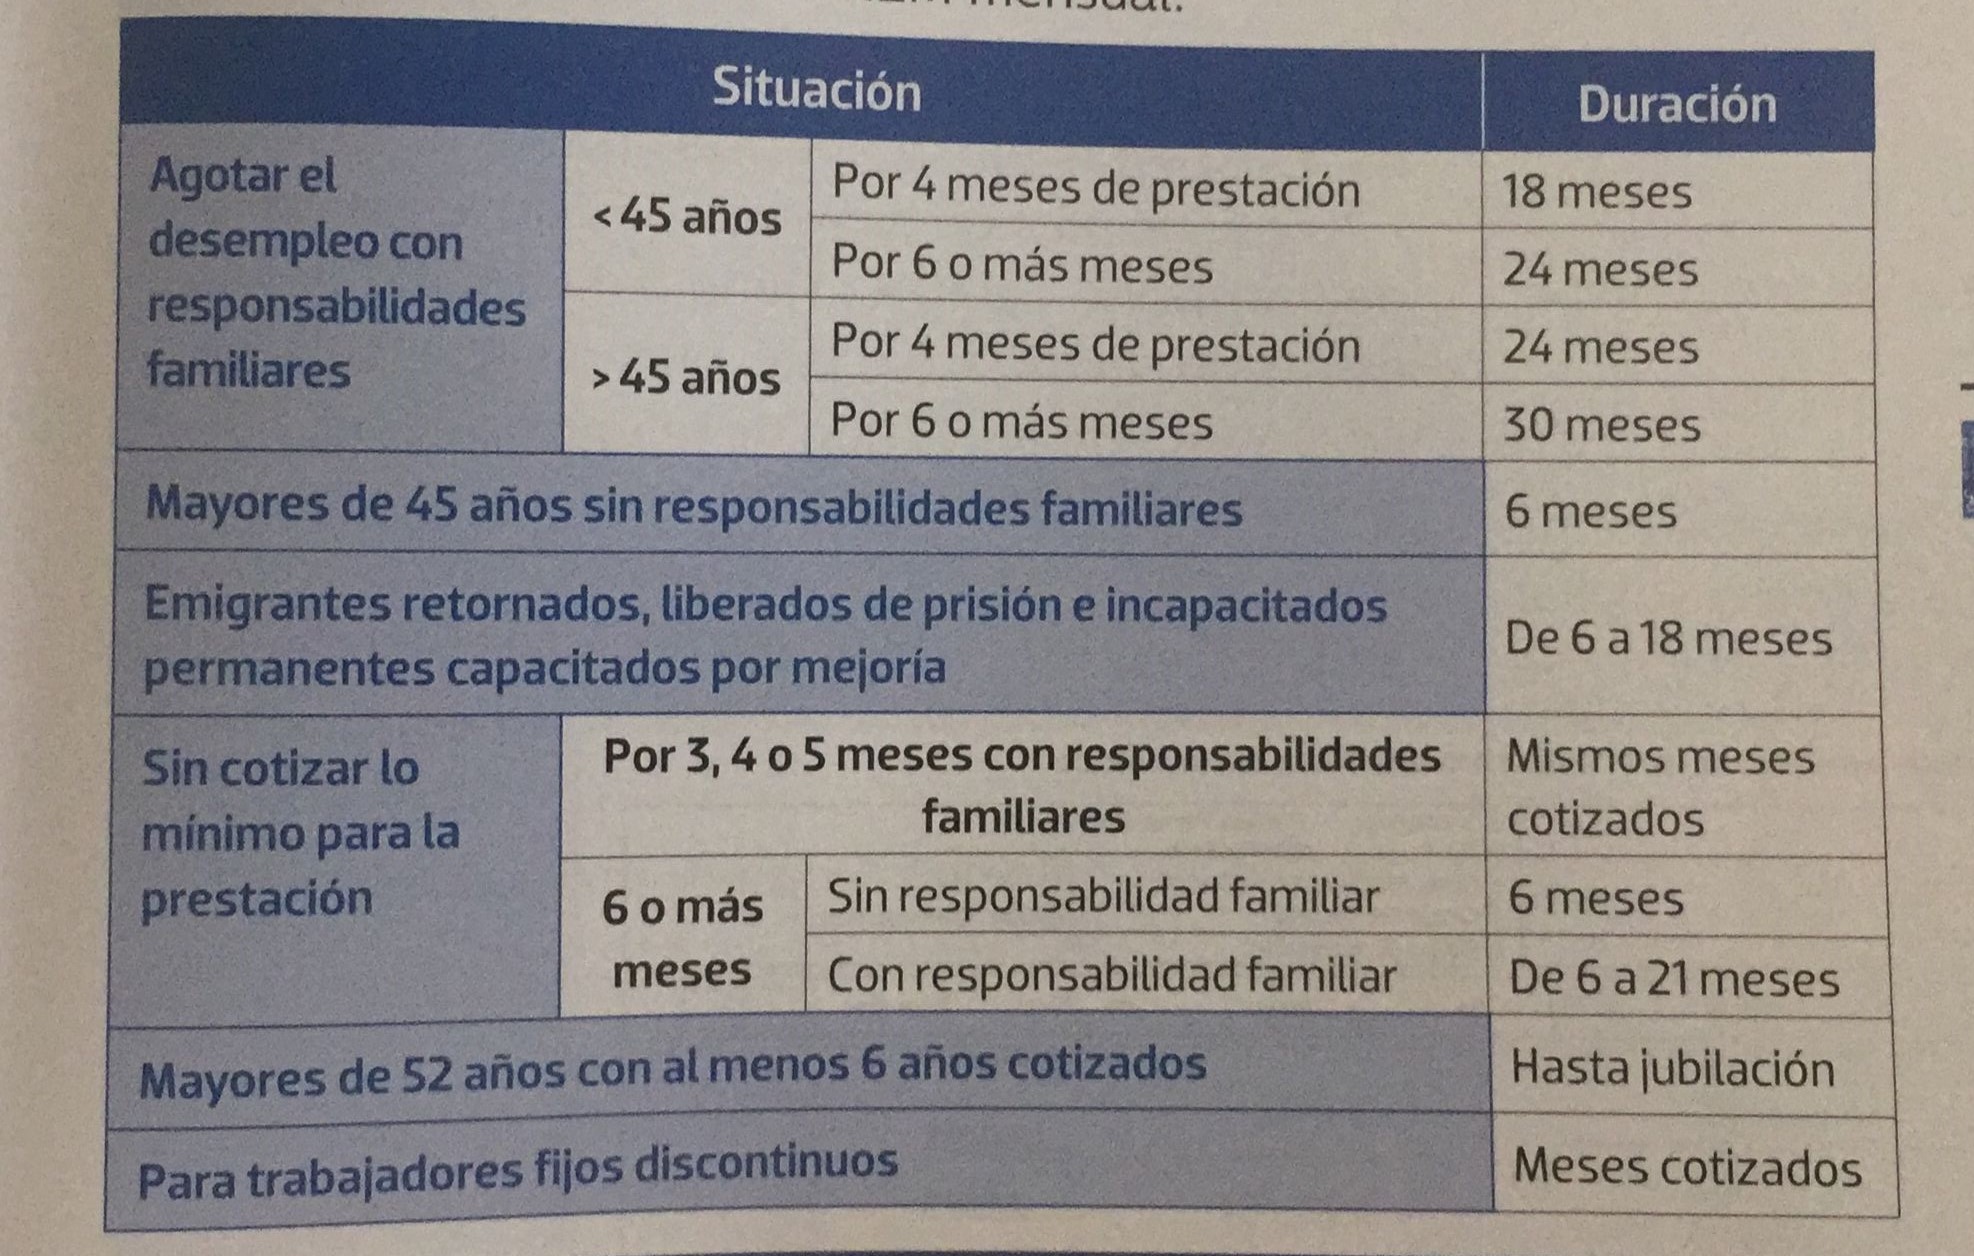 Situación Duración
Agotar el
desempleo con
responsabilidades
familiares
< 45 años
Por 4 meses de prestación 18 meses
Por 6 o más meses 24 meses
> 45 años
Por 4 meses de prestación 24 meses
Por 6 o más meses 30 meses
Mayores de 45 años sin responsabilidades familiares 6 meses
Emigrantes retornados, liberados de prisión e incapacitados
permanentes capacitados por mejoría
De 6 a 18 meses
Sin cotizar lo
mínimo para la
prestación
Por 3, 4 o 5 meses con responsabilidades
familiares
Mismos meses
cotizados
6 o más
meses
Sin responsabilidad familiar 6 meses
Con responsabilidad familiar De 6 a 21 meses
Mayores de 52 años con al menos 6 años cotizados Hasta jubilación
Para trabajadores fijos discontinuos Meses cotizados